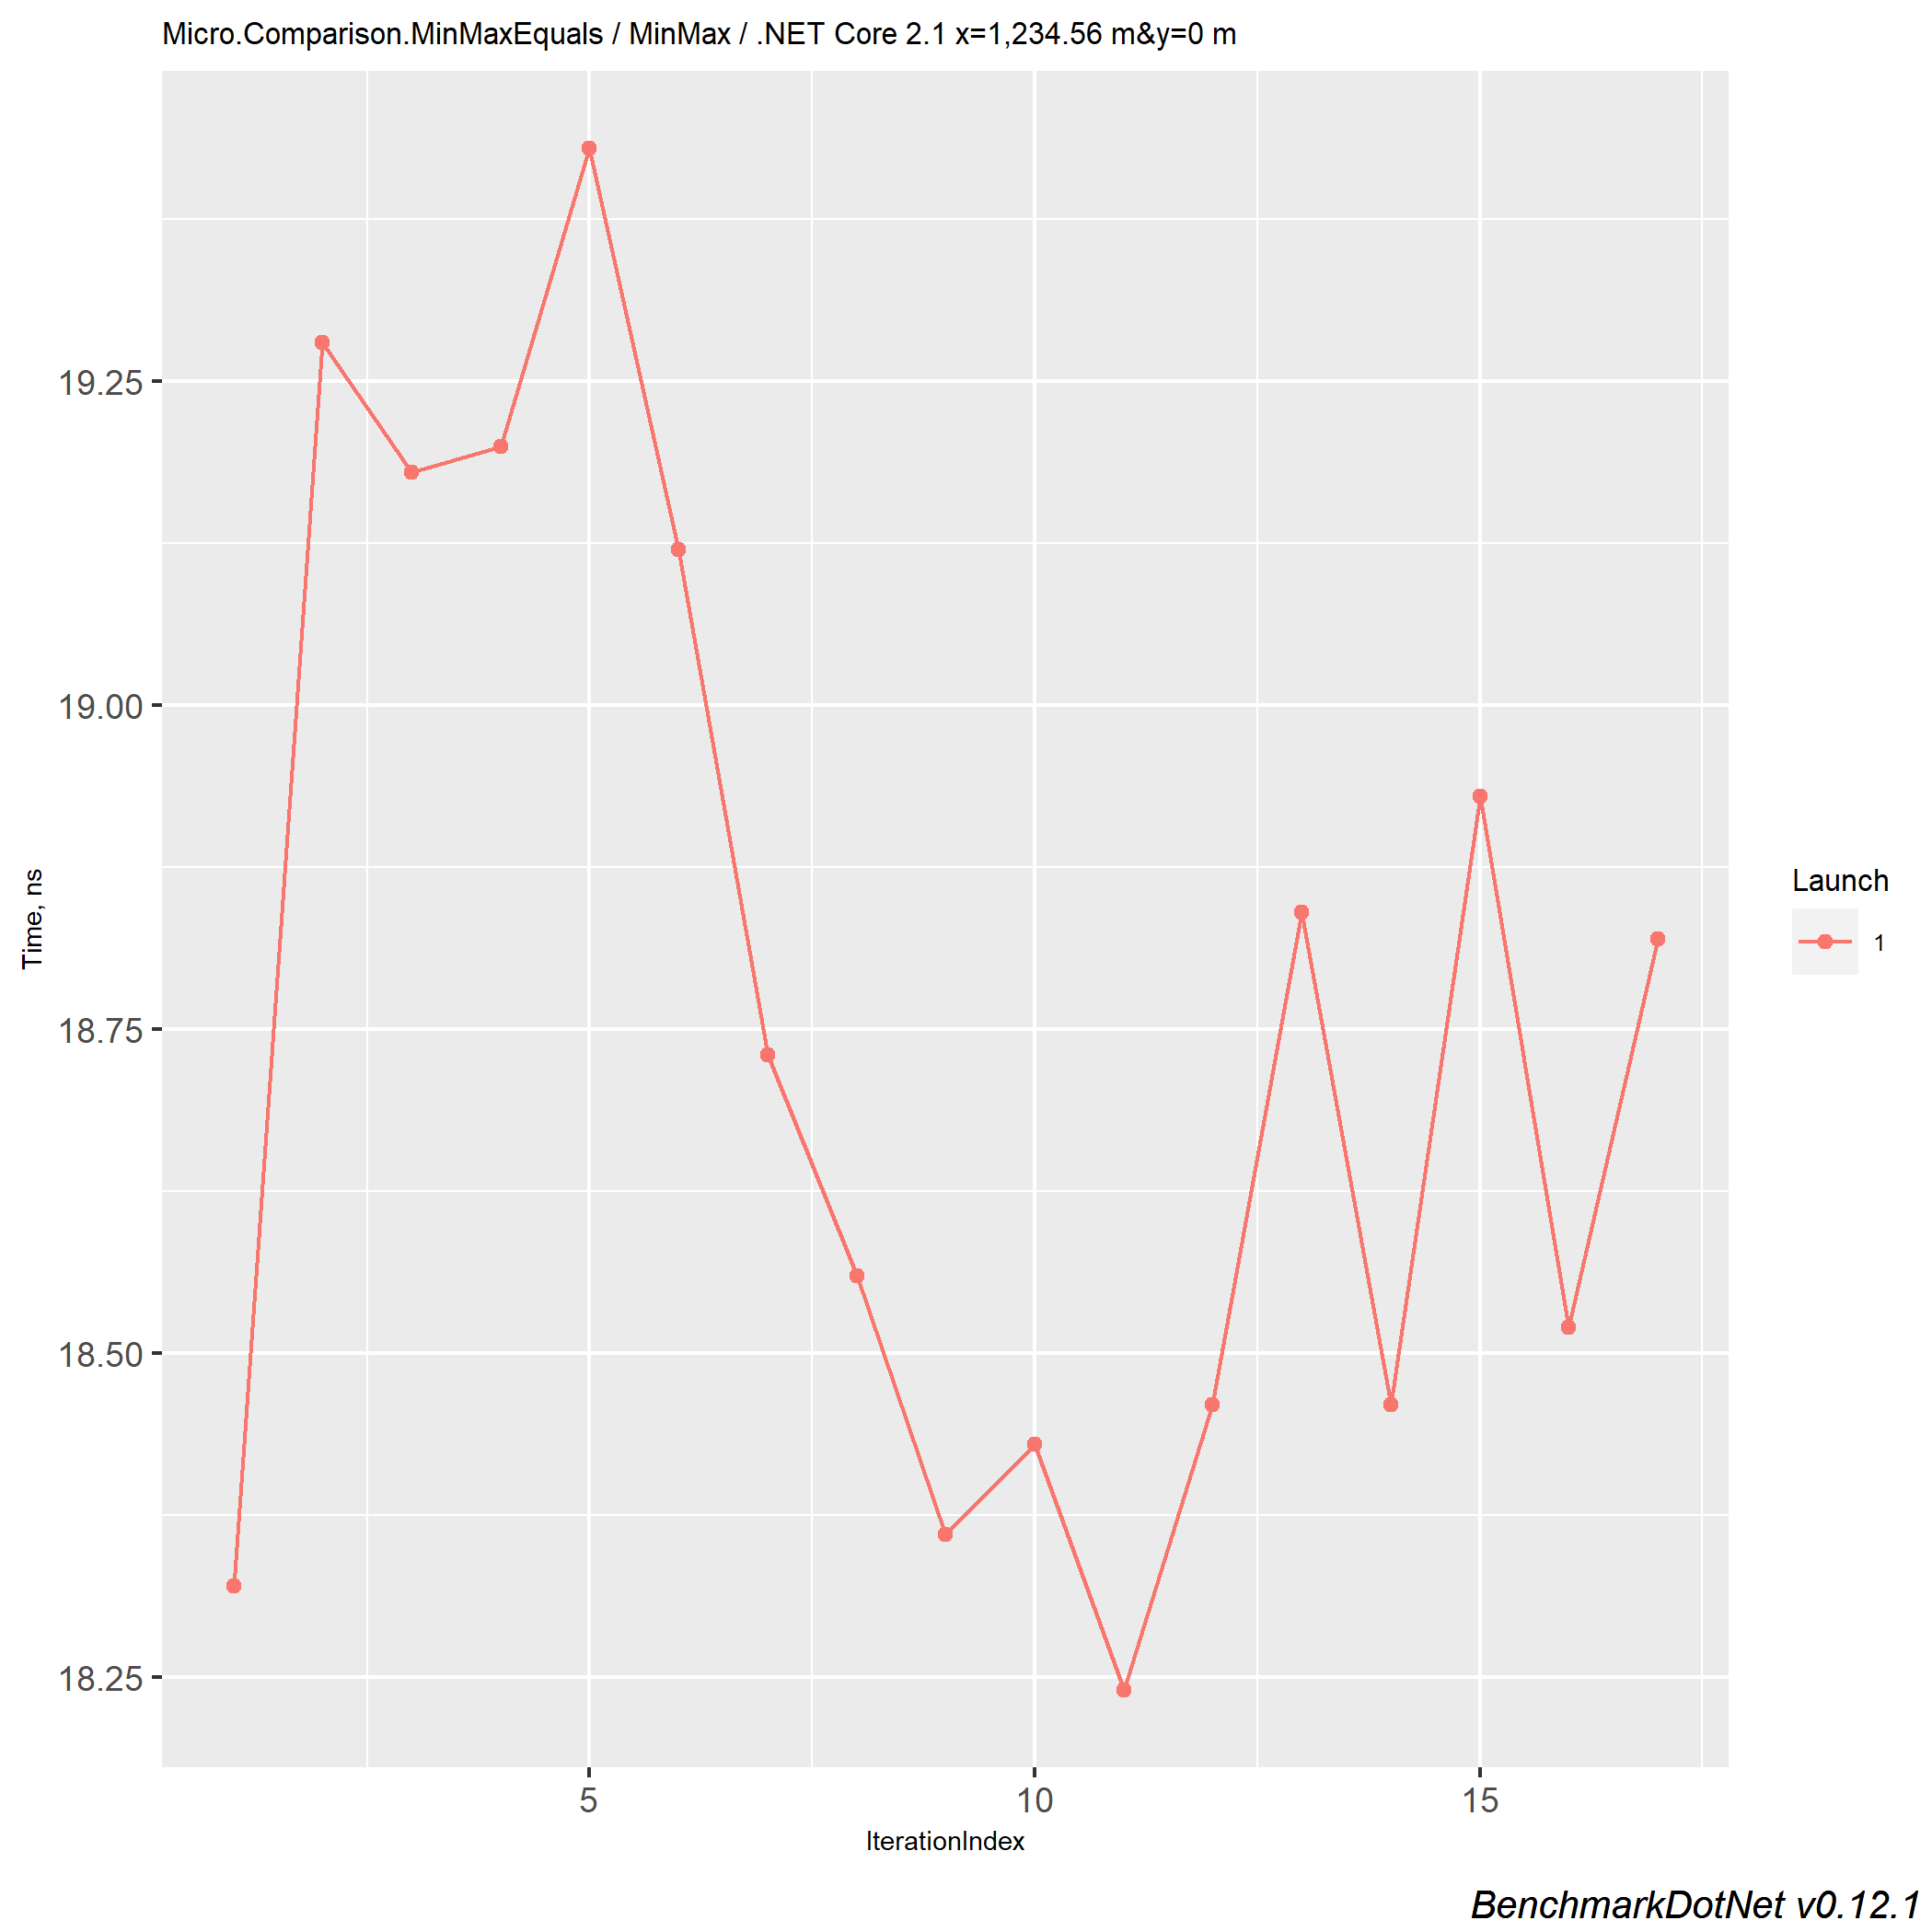 Micro.Comparison.MinMaxEquals / MinMax / .NET Core 2.1 x=1,234.56 m&y=0 m
Time, ns
19.25
19.00
18.75
18.50
18.25
5
10
15
IterationIndex
Launch
1
BenchmarkDotNet v0.12.1